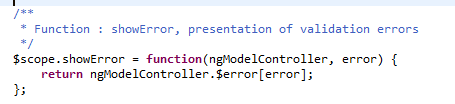 /**
 * Function : showError, presentation of validation errors
 */
$scope.showError = function(ngModelController, error) {
    return ngModelController.$error[error];
};